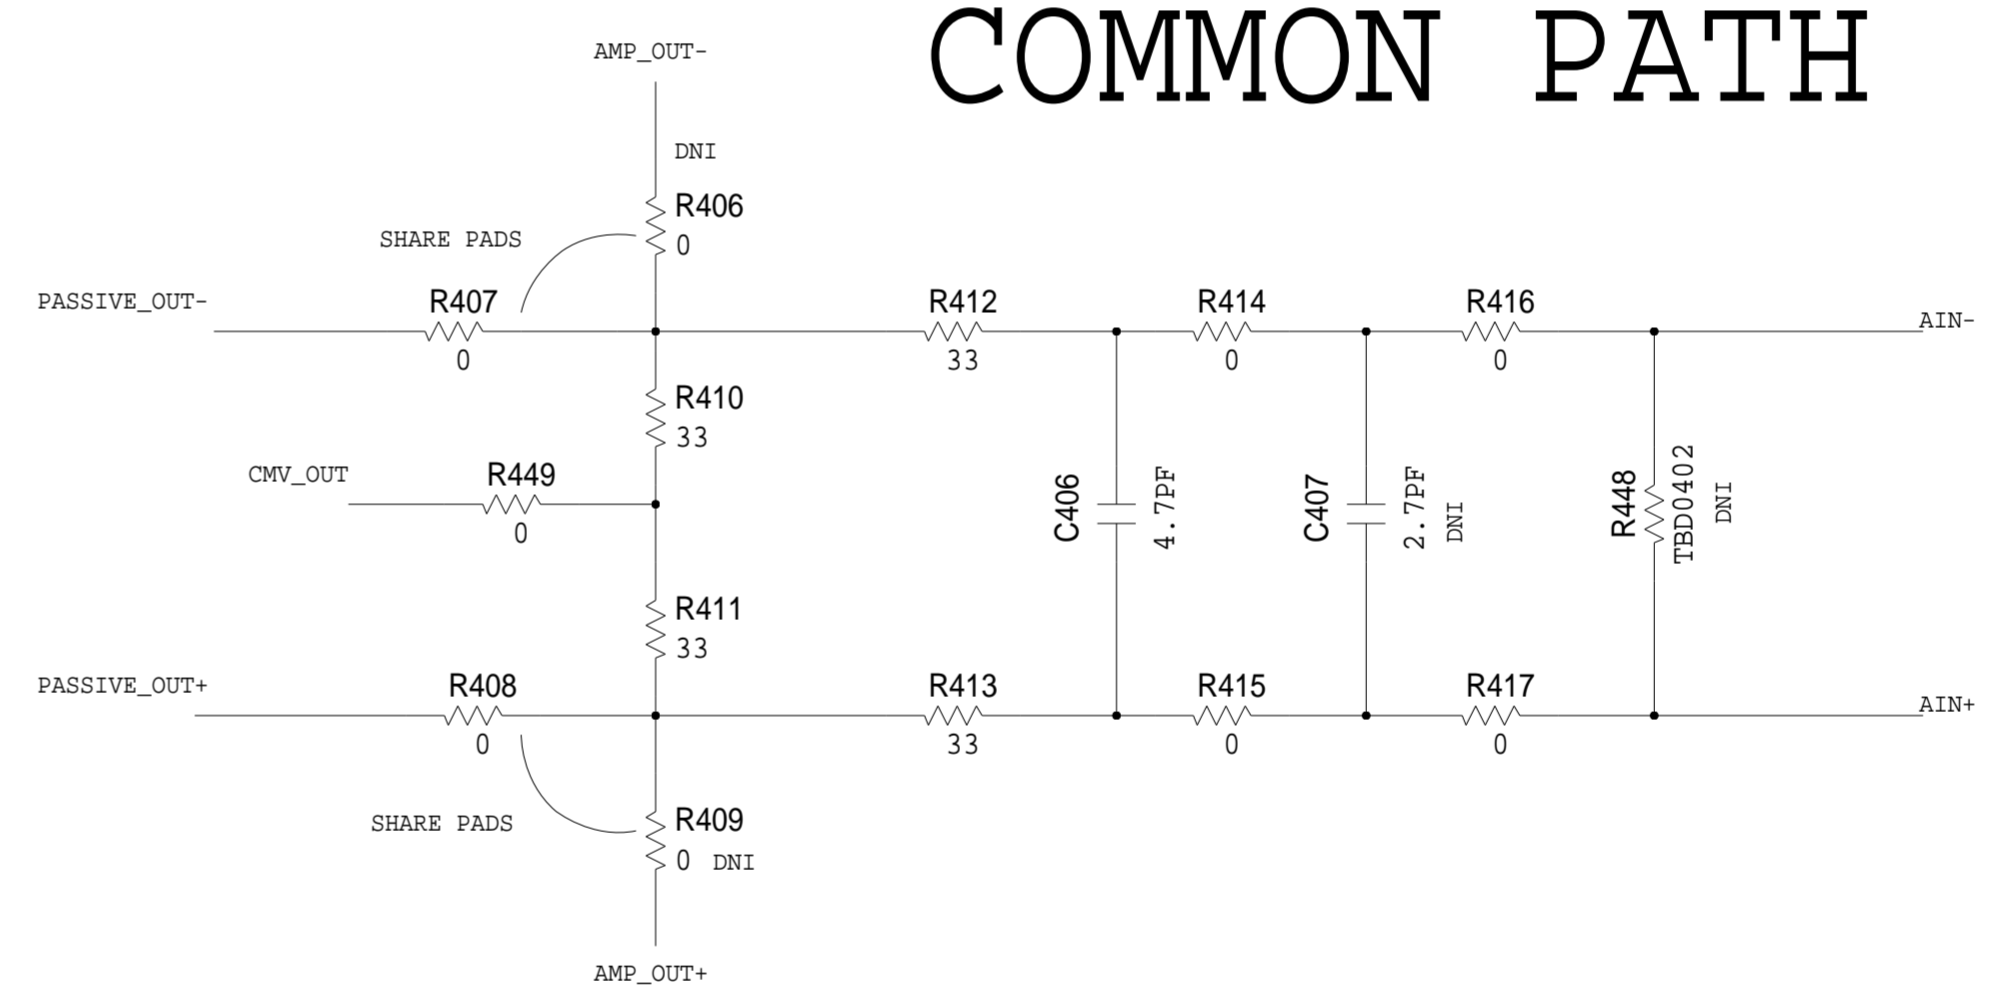 COMMON PATH
AMP_OUT-
DNI
R406
0
SHARE PADS
PASSIVE_OUT-
R407
0
R412
33
R414
0
R416
0
AIN-
R410
33
CMV_OUT
R449
0
C406
4.7PF
C407
2.7PF
DNI
R448
TBD0402
DNI
R411
33
PASSIVE_OUT+
R408
0
R413
33
R415
0
R417
0
AIN+
SHARE PADS
R409
0 DNI
AMP_OUT+